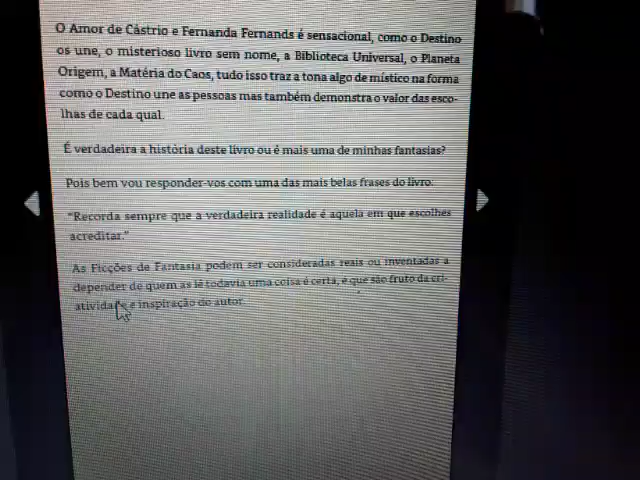 O Amor de Cástrio e Fernanda Fernands é sensacional, como o Destino
os une, o misterioso livro sem nome, a Biblioteca Universal, o Planeta
Origem, a Matéria do Caos, tudo isso traz a tona algo de místico na forma
como o Destino une as pessoas mas também demonstra o valor das esco-
lhas de cada qual.
É verdadeira a história deste livro ou é mais uma de minhas fantasias?
Pois bem vou responder-vos com uma das mais belas frases do livro:
"Recorda sempre que a verdadeira realidade é aquela em que escolhes
acreditar."
As Ficções de Fantasia podem ser consideradas reais ou inventadas a
depender de quem as lê todavia uma coisa é certa, é que são fruto da cri-
atividade e inspiração do autor.